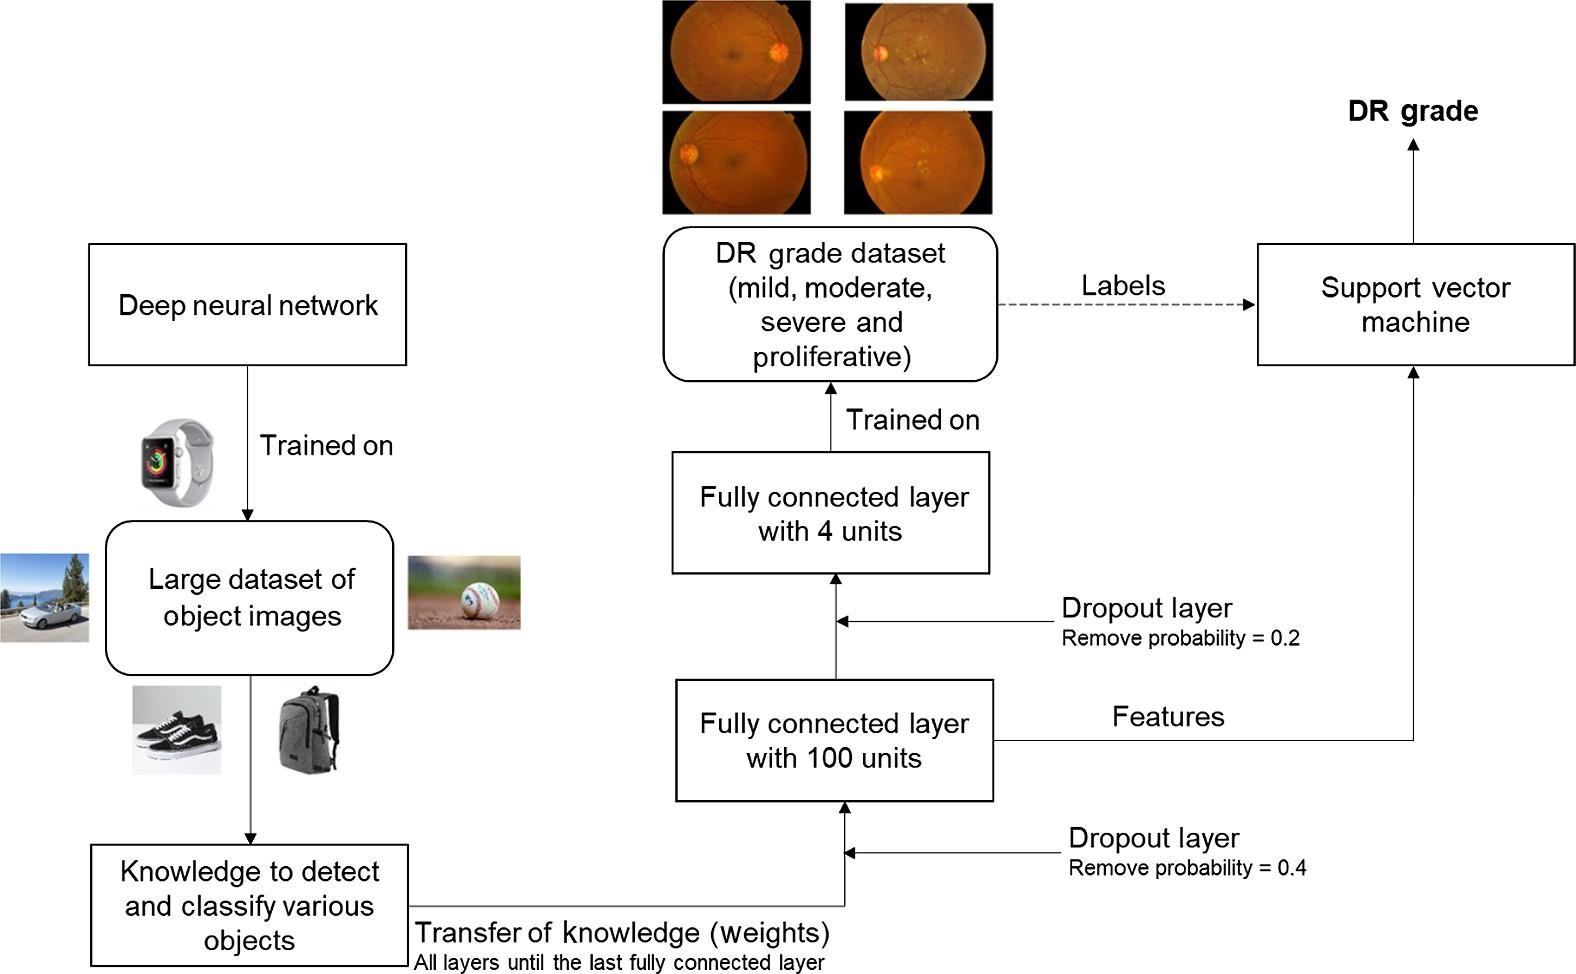 Deep neural network
Trained on
Large dataset of
object images
Knowledge to detect
and classify various
objects
Transfer of knowledge (weights)
All layers until the last fully connected layer
Dropout layer
Remove probability = 0.4
Fully connected layer
with 100 units
Features
Dropout layer
Remove probability = 0.2
Fully connected layer
with 4 units
Trained on
DR grade dataset
(mild, moderate,
severe and
proliferative)
Labels
Support vector
machine
DR grade